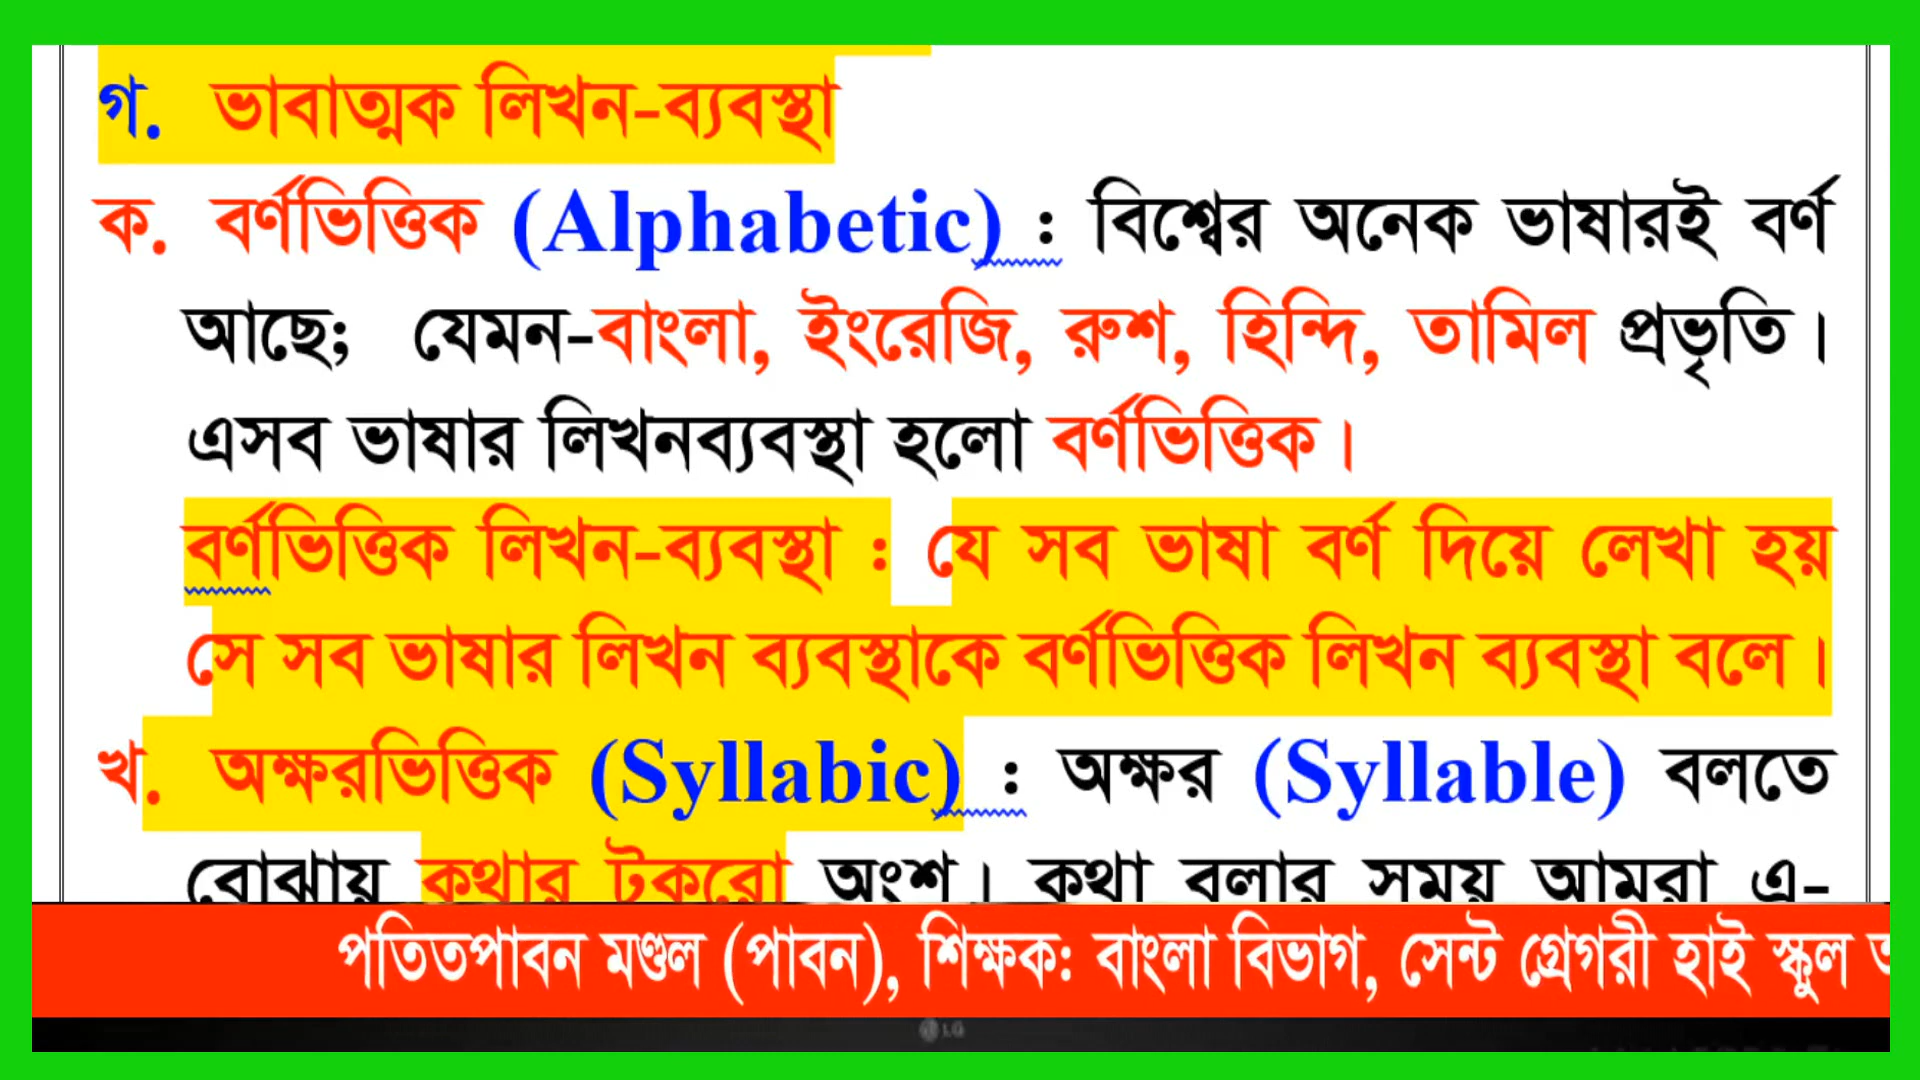 গ. ভাবাত্মক লিখন-ব্যবস্থা
ক. বর্ণভিত্তিক (Alphabetic) : বিশ্বের অনেক ভাষারই বর্ণ
আছে; যেমন-বাংলা, ইংরেজি, রুশ, হিন্দি, তামিল প্রভৃতি।
এসব ভাষার লিখনব্যবস্থা হলো বর্ণভিত্তিক।
বর্ণভিত্তিক লিখন-ব্যবস্থা : যে সব ভাষা বর্ণ দিয়ে লেখা হয়
সে সব ভাষার লিখন ব্যবস্থাকে বর্ণভিত্তিক লিখন ব্যবস্থা বলে।
খ. অক্ষরভিত্তিক (Syllabic) : অক্ষর (Syllable) বলতে
বোঝায় কথার টুকরো অংশ। কথা বলার সময় আমরা এ-
পতিতপাবন মণ্ডল (পাবন), শিক্ষক: বাংলা বিভাগ, সেন্ট গ্রেগরী হাই স্কুল
LG